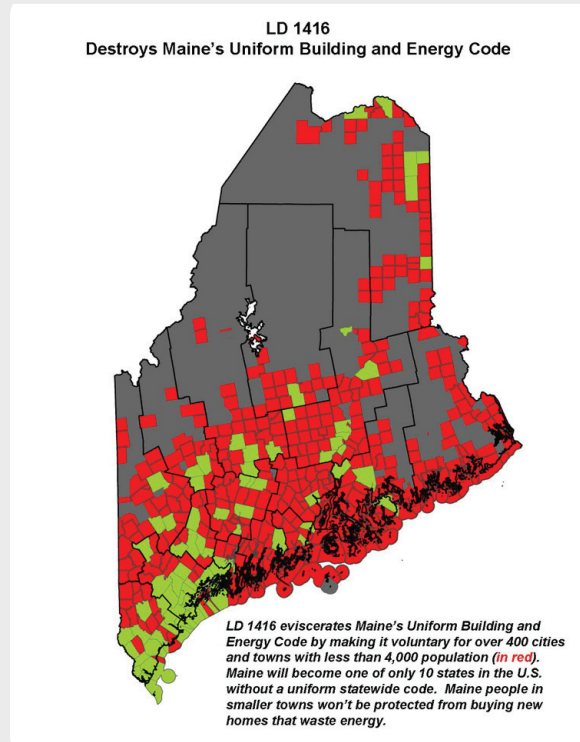 LD 1416
Destroys Maine's Uniform Building and Energy Code
LD 1416 eviscerates Maine's Uniform Building and
Energy Code by making it voluntary for over 400 cities
and towns with less than 4,000 population (in red).
Maine will become one of only 10 states in the U.S.
without a uniform statewide code.  Maine people in
smaller towns won't be protected from buying new
homes that waste energy.